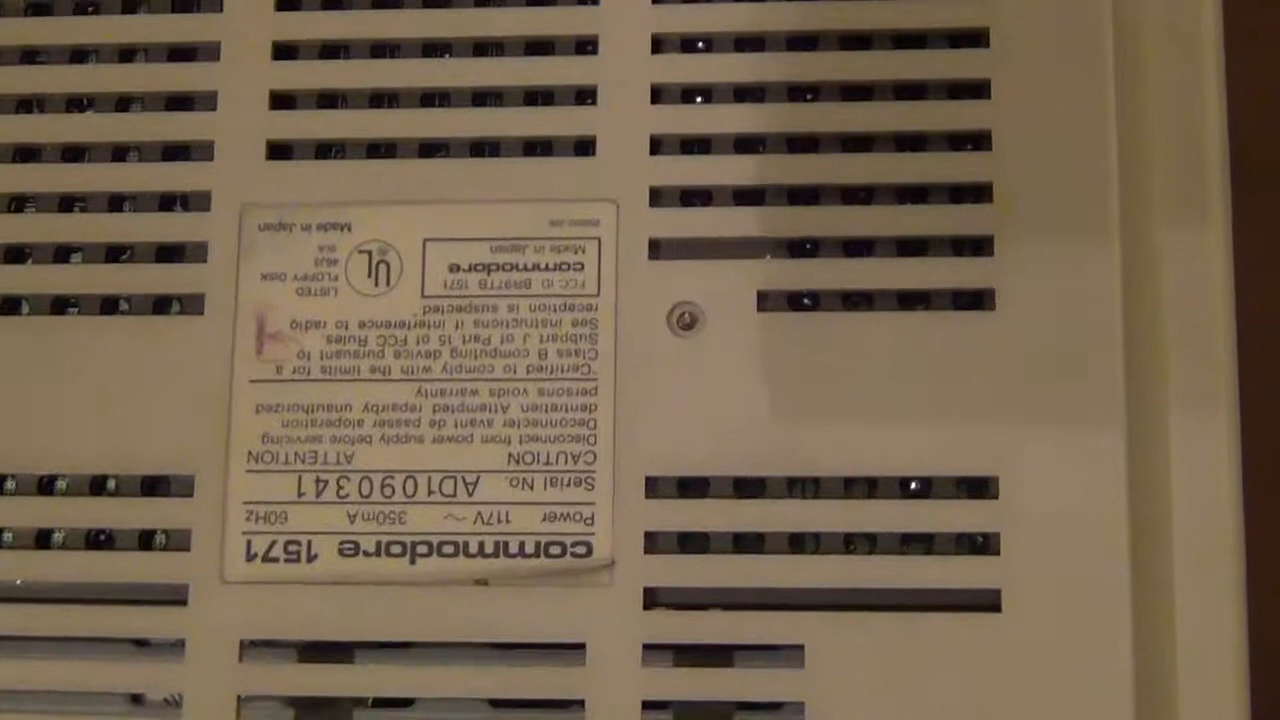 commodore 1571
Power 117V ~ 350mA 60Hz
Serial No. AD1090341
CAUTION ATTENTION
Disconnect from power supply before servicing
Deconnecter avant de passer aloperation
dentretien. Attempted repairby unauthorized
persons voids warranty.
"Certified to comply with the limits for a
Class B computing device pursuant to
Subpart J of Part 15 of FCC Rules.
See instructions if interference to radio
reception is suspected."
FCC ID BR9TTB 1571
commodore
Made in Japan
LISTED
FLOPPY DISK
UL
Made in Japan